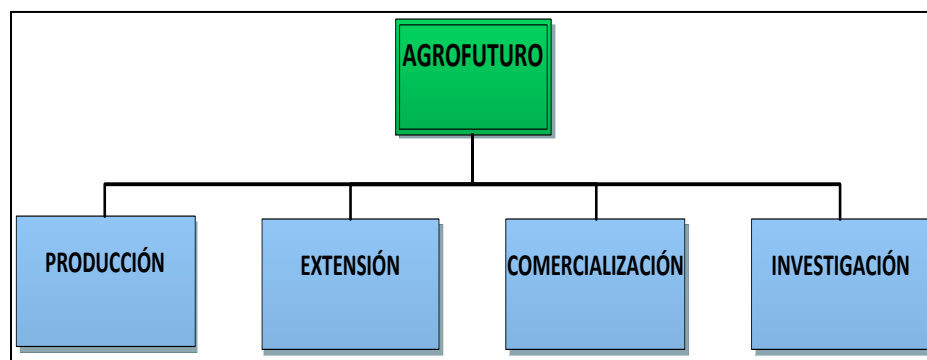 AGROFUTURO
PRODUCCIÓN
EXTENSIÓN
COMERCIALIZACIÓN
INVESTIGACIÓN